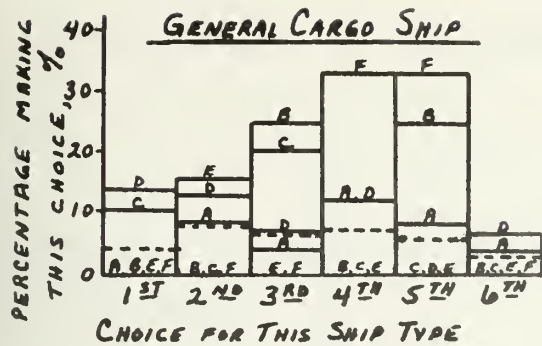 GENERAL CARGO SHIP
PERCENTAGE MAKING
THIS CHOICE, %
40
30
20
10
0
D
C
A, B, E, F
E
D
A
B, C, F
B
C
D
A
E, F
F
A, D
B, C, E
F
B
A
C, D, E
D
A
B, C, E, F
1ST 2ND 3RD 4TH 5TH 6TH
CHOICE FOR THIS SHIP TYPE